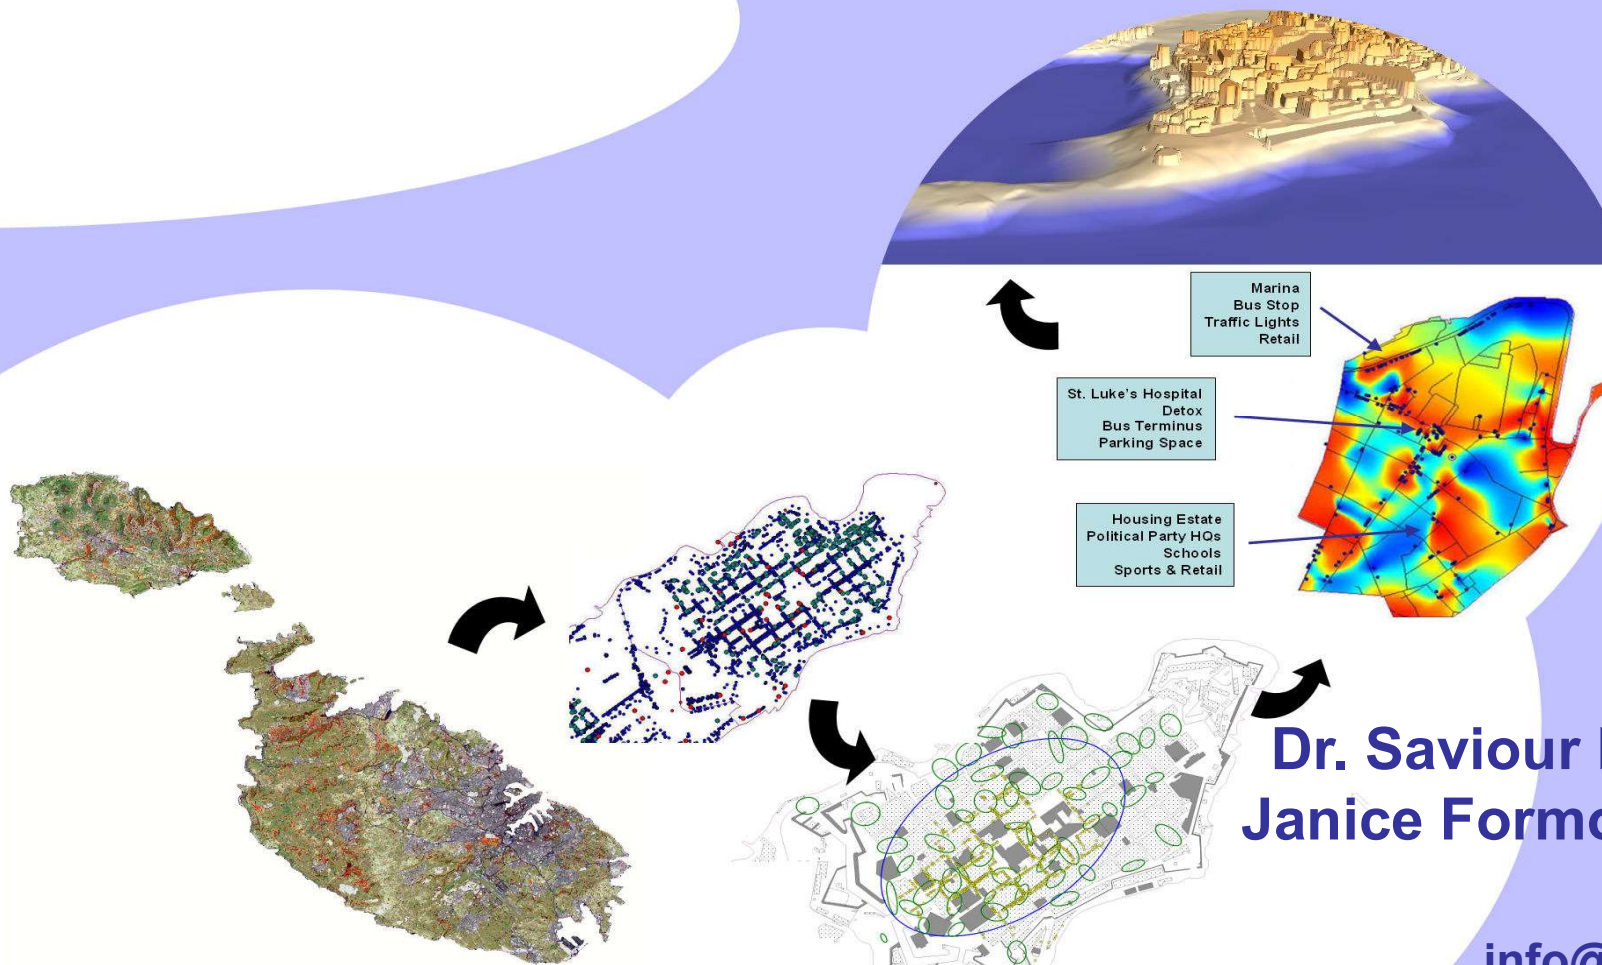 Marina
Bus Stop
Traffic Lights
Retail
St. Luke's Hospital
Detox
Bus Terminus
Parking Space
Housing Estate
Political Party HQs
Schools
Sports & Retail
Dr. Saviour
Janice
info@